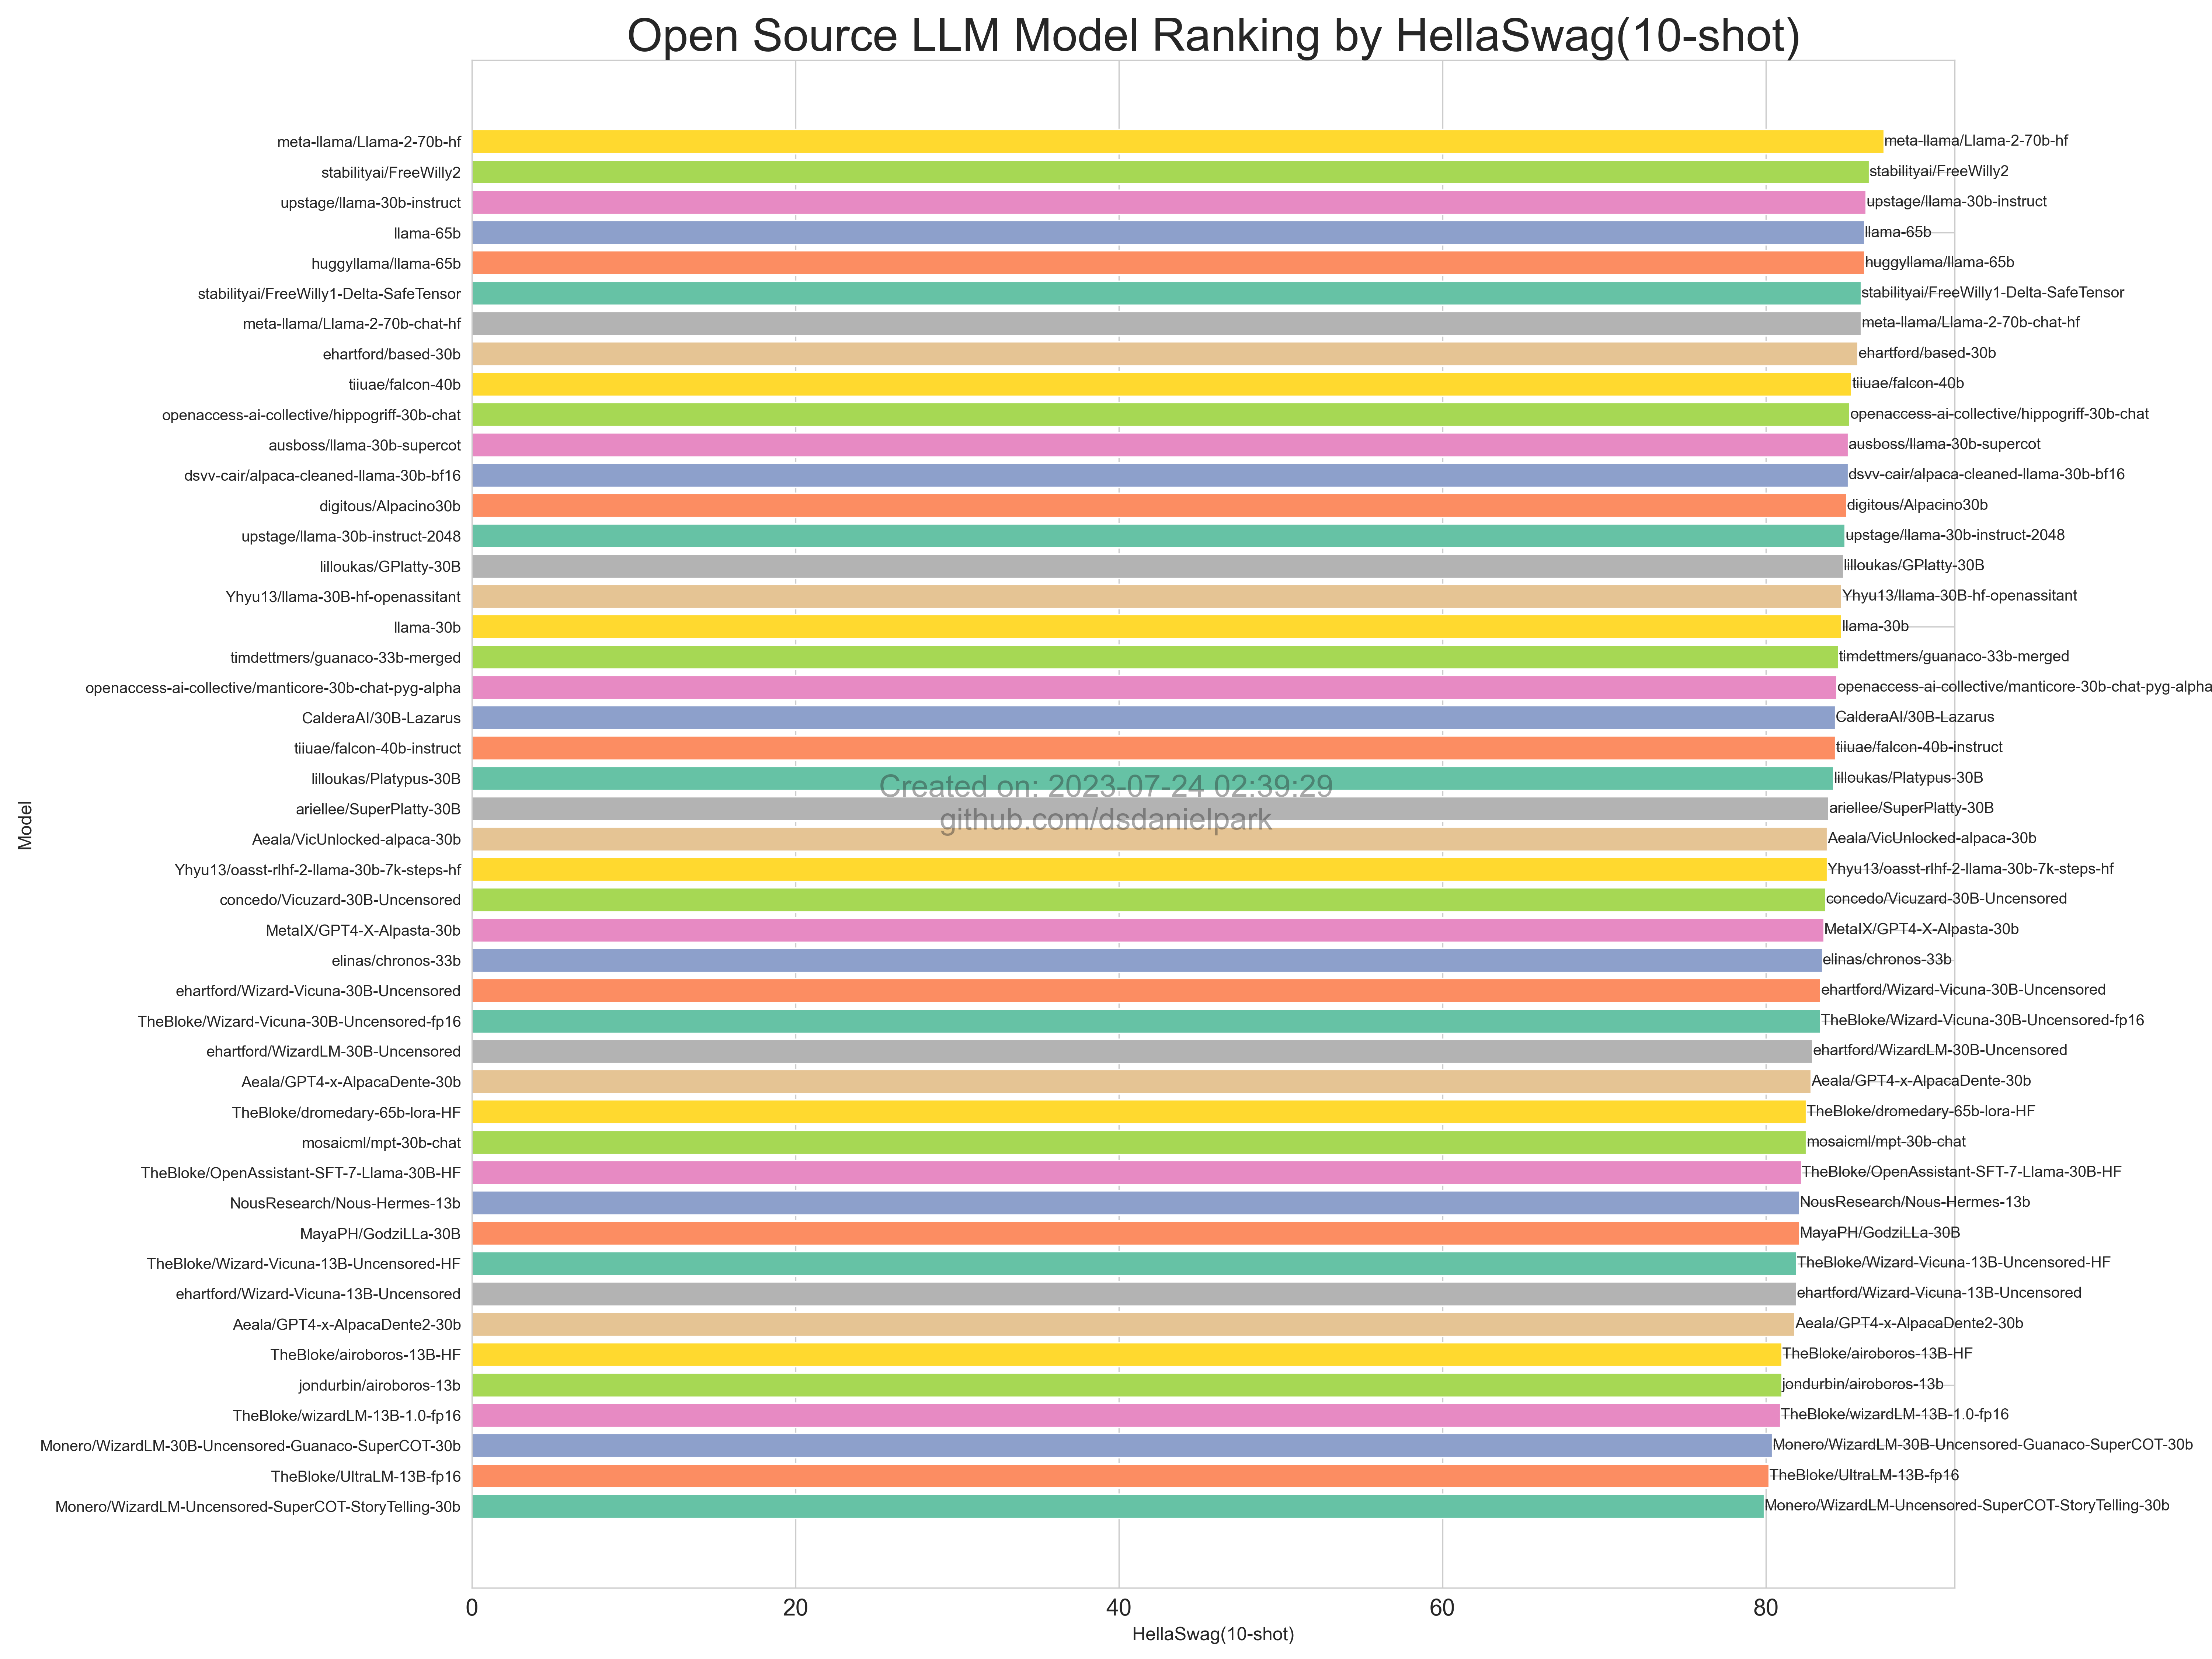 Open Source LLM Model Ranking by HellaSwag(10-shot)
meta-llama/Llama-2-70b-hf meta-llama/Llama-2-70b-hf
stabilityai/FreeWilly2 stabilityai/FreeWilly2
upstage/llama-30b-instruct upstage/llama-30b-instruct
llama-65b llama-65b
huggyllama/llama-65b huggyllama/llama-65b
stabilityai/FreeWilly1-Delta-SafeTensor stabilityai/FreeWilly1-Delta-SafeTensor
meta-llama/Llama-2-70b-chat-hf meta-llama/Llama-2-70b-chat-hf
ehartford/based-30b ehartford/based-30b
tiiuae/falcon-40b tiiuae/falcon-40b
openaccess-ai-collective/hippogriff-30b-chat openaccess-ai-collective/hippogriff-30b-chat
ausboss/llama-30b-supercot ausboss/llama-30b-supercot
dsvv-cair/alpaca-cleaned-llama-30b-bf16 dsvv-cair/alpaca-cleaned-llama-30b-bf16
digitous/Alpacino30b digitous/Alpacino30b
upstage/llama-30b-instruct-2048 upstage/llama-30b-instruct-2048
lilloukas/GPlatty-30B lilloukas/GPlatty-30B
Yhyu13/llama-30B-hf-openassitant Yhyu13/llama-30B-hf-openassitant
llama-30b llama-30b
timdettmers/guanaco-33b-merged timdettmers/guanaco-33b-merged
openaccess-ai-collective/manticore-30b-chat-pyg-alpha openaccess-ai-collective/manticore-30b-chat-pyg-alpha
CalderaAI/30B-Lazarus CalderaAI/30B-Lazarus
tiiuae/falcon-40b-instruct tiiuae/falcon-40b-instruct
lilloukas/Platypus-30B lilloukas/Platypus-30B
Created on: 2023-07-24 02:39:29
ariellee/SuperPlatty-30B ariellee/SuperPlatty-30B
github.com/dsdanielpark
Aeala/VicUnlocked-alpaca-30b Aeala/VicUnlocked-alpaca-30b
Yhyu13/oasst-rlhf-2-llama-30b-7k-steps-hf Yhyu13/oasst-rlhf-2-llama-30b-7k-steps-hf
concedo/Vicuzard-30B-Uncensored concedo/Vicuzard-30B-Uncensored
MetaIX/GPT4-X-Alpasta-30b MetaIX/GPT4-X-Alpasta-30b
elinas/chronos-33b elinas/chronos-33b
ehartford/Wizard-Vicuna-30B-Uncensored ehartford/Wizard-Vicuna-30B-Uncensored
TheBloke/Wizard-Vicuna-30B-Uncensored-fp16 TheBloke/Wizard-Vicuna-30B-Uncensored-fp16
ehartford/WizardLM-30B-Uncensored ehartford/WizardLM-30B-Uncensored
Aeala/GPT4-x-AlpacaDente-30b Aeala/GPT4-x-AlpacaDente-30b
TheBloke/dromedary-65b-lora-HF TheBloke/dromedary-65b-lora-HF
mosaicml/mpt-30b-chat mosaicml/mpt-30b-chat
TheBloke/OpenAssistant-SFT-7-Llama-30B-HF TheBloke/OpenAssistant-SFT-7-Llama-30B-HF
NousResearch/Nous-Hermes-13b NousResearch/Nous-Hermes-13b
MayaPH/GodziLLa-30B MayaPH/GodziLLa-30B
TheBloke/Wizard-Vicuna-13B-Uncensored-HF TheBloke/Wizard-Vicuna-13B-Uncensored-HF
ehartford/Wizard-Vicuna-13B-Uncensored ehartford/Wizard-Vicuna-13B-Uncensored
Aeala/GPT4-x-AlpacaDente2-30b Aeala/GPT4-x-AlpacaDente2-30b
TheBloke/airoboros-13B-HF TheBloke/airoboros-13B-HF
jondurbin/airoboros-13b jondurbin/airoboros-13b
TheBloke/wizardLM-13B-1.0-fp16 TheBloke/wizardLM-13B-1.0-fp16
Monero/WizardLM-30B-Uncensored-Guanaco-SuperCOT-30b Monero/WizardLM-30B-Uncensored-Guanaco-SuperCOT-30b
TheBloke/UltraLM-13B-fp16 TheBloke/UltraLM-13B-fp16
Monero/WizardLM-Uncensored-SuperCOT-StoryTelling-30b Monero/WizardLM-Uncensored-SuperCOT-StoryTelling-30b
Model
0 20 40 60 80
HellaSwag(10-shot)